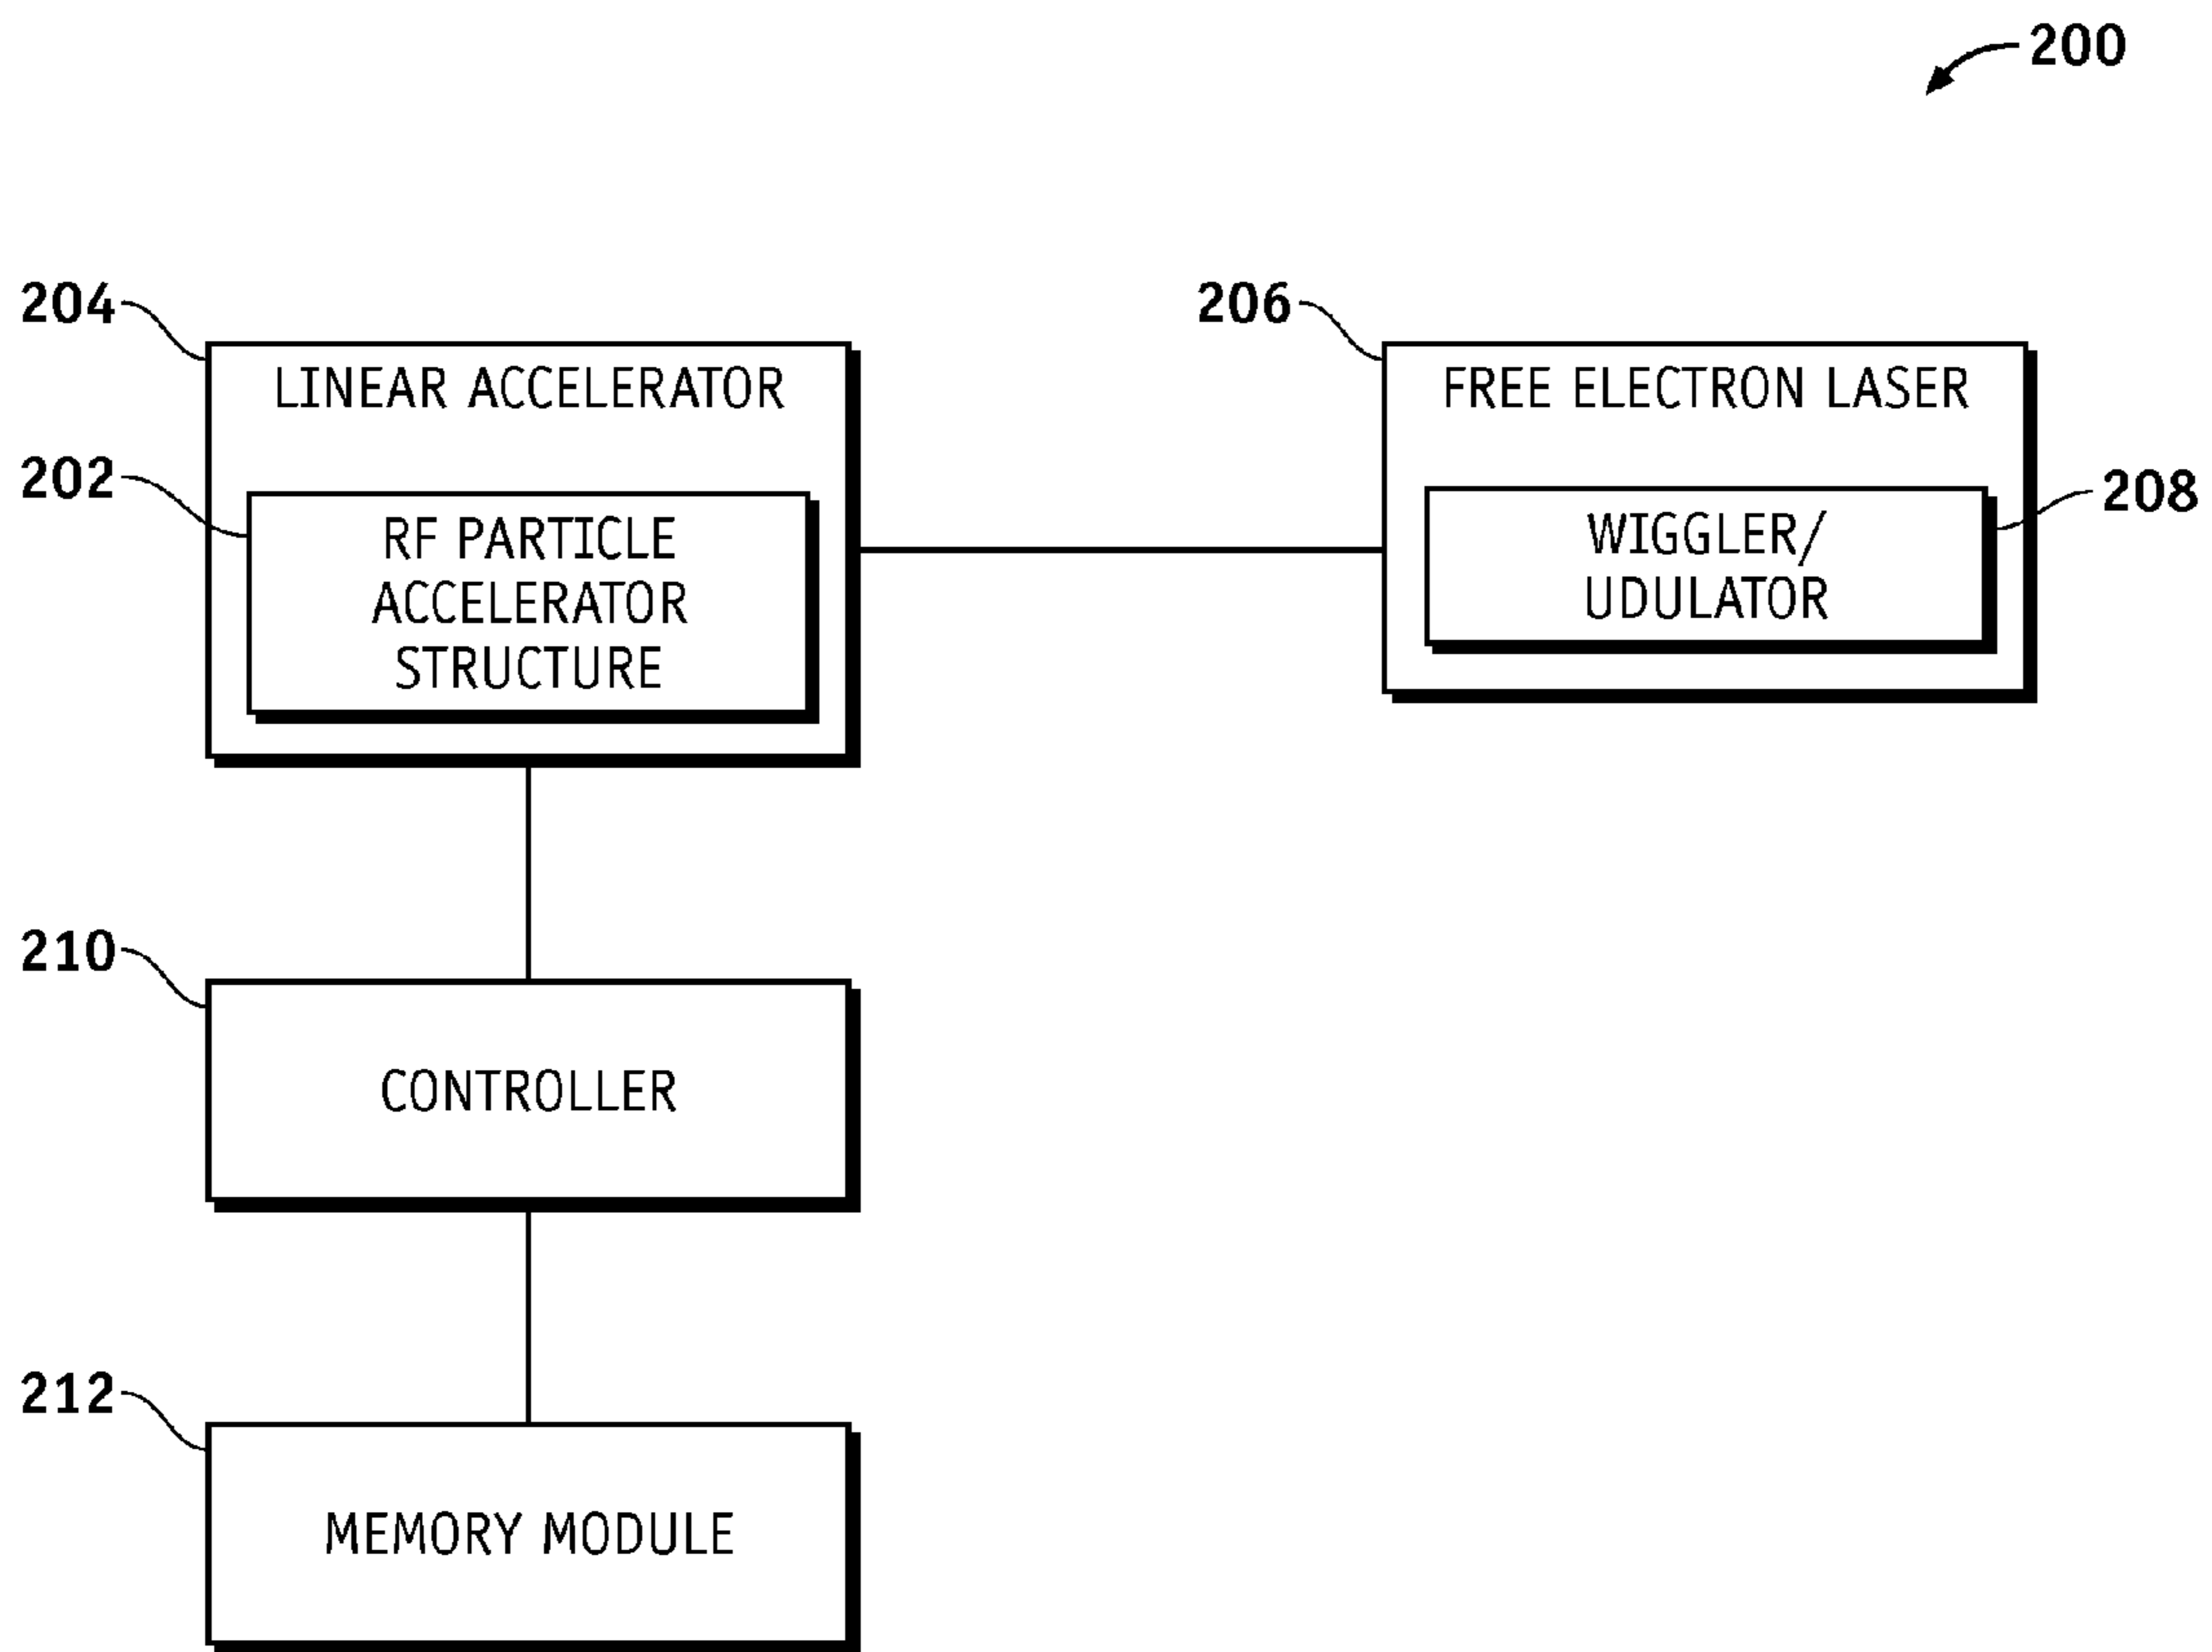 200
204
LINEAR ACCELERATOR
202
RF PARTICLE
ACCELERATOR
STRUCTURE
206
FREE ELECTRON LASER
208
WIGGLER/
UDULATOR
210
CONTROLLER
212
MEMORY MODULE